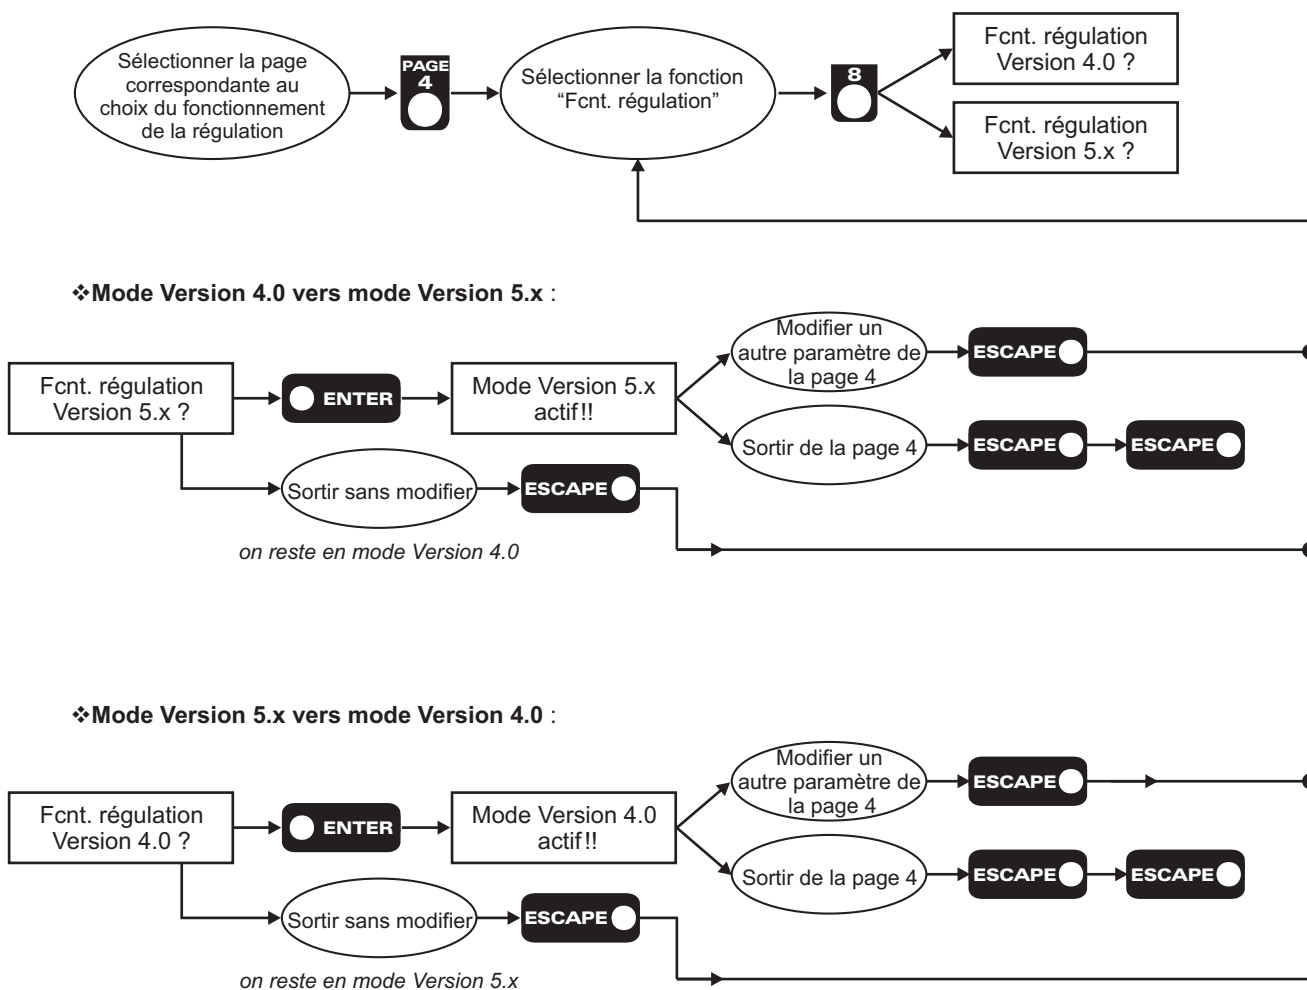 Sélectionner la page
correspondante au
choix du fonctionnement
de la régulation
PAGE
4
Sélectionner la fonction
“Fcnt. régulation”
8
Fcnt. régulation
Version 4.0 ?
Fcnt. régulation
Version 5.x ?
❖Mode Version 4.0 vers mode Version 5.x :
Fcnt. régulation
Version 5.x ?
ENTER
Mode Version 5.x
actif!!
Modifier un
autre paramètre de
la page 4
ESCAPE
Sortir de la page 4
ESCAPE
ESCAPE
Sortir sans modifier
ESCAPE
on reste en mode Version 4.0
❖Mode Version 5.x vers mode Version 4.0 :
Fcnt. régulation
Version 4.0 ?
ENTER
Mode Version 4.0
actif!!
Modifier un
autre paramètre de
la page 4
ESCAPE
Sortir de la page 4
ESCAPE
ESCAPE
Sortir sans modifier
ESCAPE
on reste en mode Version 5.x